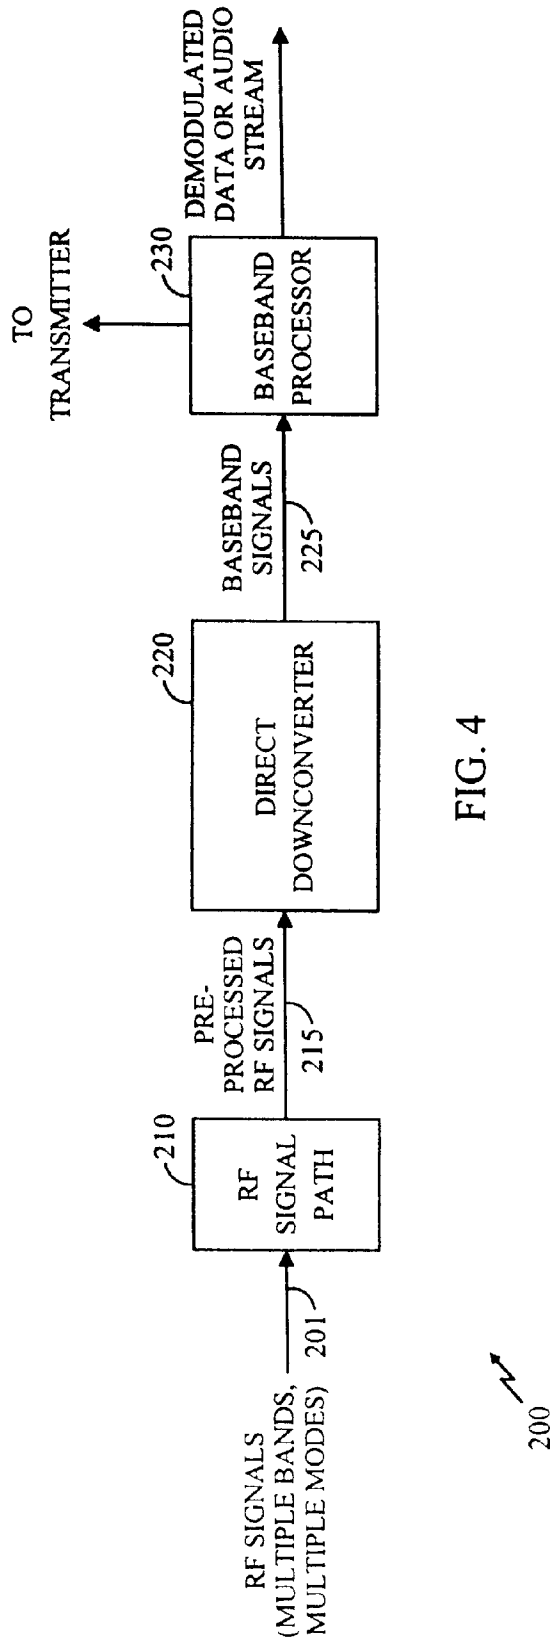 RF SIGNALS
(MULTIPLE BANDS,
MULTIPLE MODES)
201
210
RF
SIGNAL
PATH
PRE-
PROCESSED
RF SIGNALS
215
220
DIRECT
DOWNCONVERTER
BASEBAND
SIGNALS
225
230
BASEBAND
PROCESSOR
TO
TRANSMITTER
DEMODULATED
DATA OR AUDIO
STREAM
200
FIG. 4